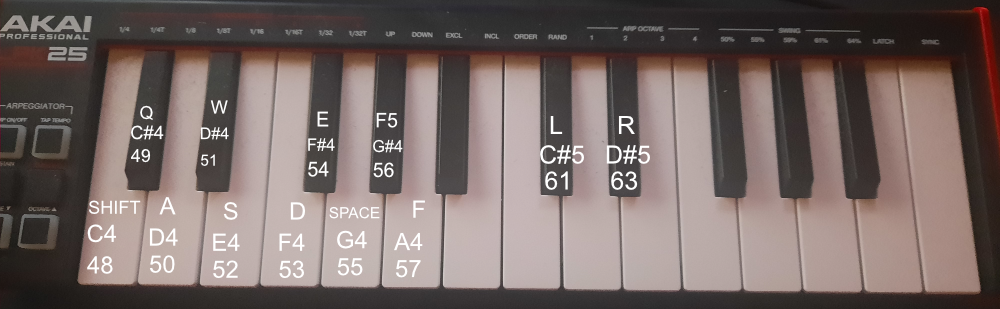 AKAI
PROFESSIONAL
25
1/4 1/4T 1/8 1/8T 1/16 1/16T 1/32 1/32T UP DOWN EXCL INCL ORDER RAND
ARP OCTAVE
1 2 3 4
SWING
50% 55% 59% 61% 64% LATCH SYNC
ARPEGGIATOR
ON/OFF TAP TEMPO
OCTAVE
Q
C#4
49
W
D#4
51
E
F#4
54
F5
G#4
56
L
C#5
61
R
D#5
63
SHIFT
C4
48
A
D4
50
S
E4
52
D
F4
53
SPACE
G4
55
F
A4
57